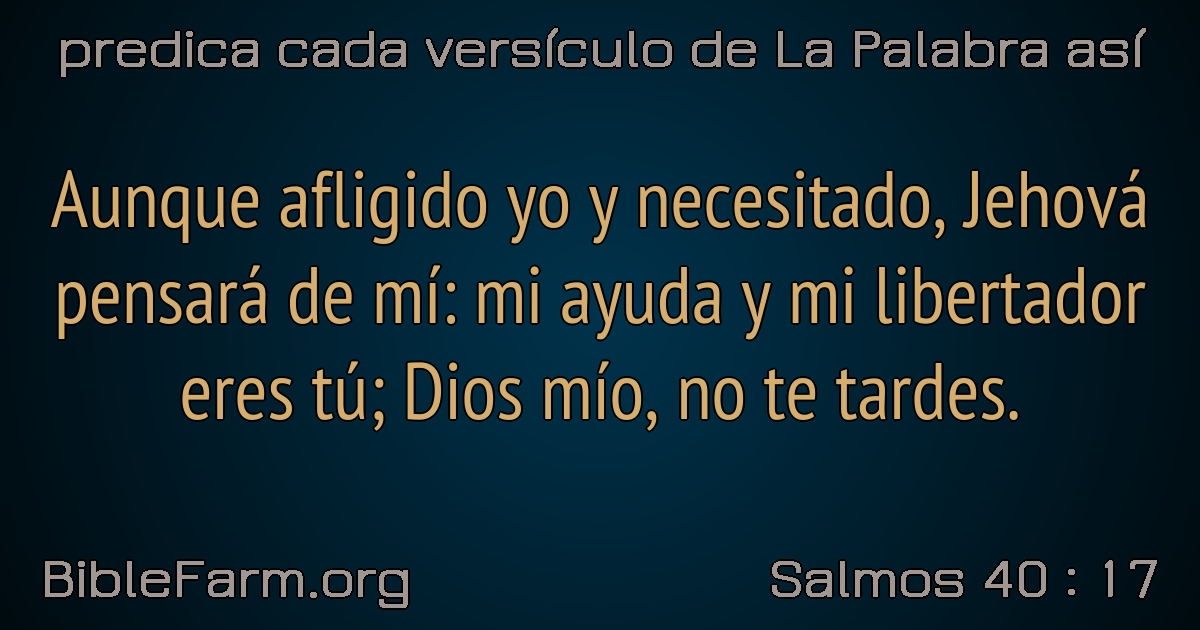 predica cada versículo de La Palabra así
Aunque afligido yo y necesitado, Jehová
pensará de mí: mi ayuda y mi libertador
eres tú; Dios mío, no te tardes.
BibleFarm.org
Salmos 40 : 17